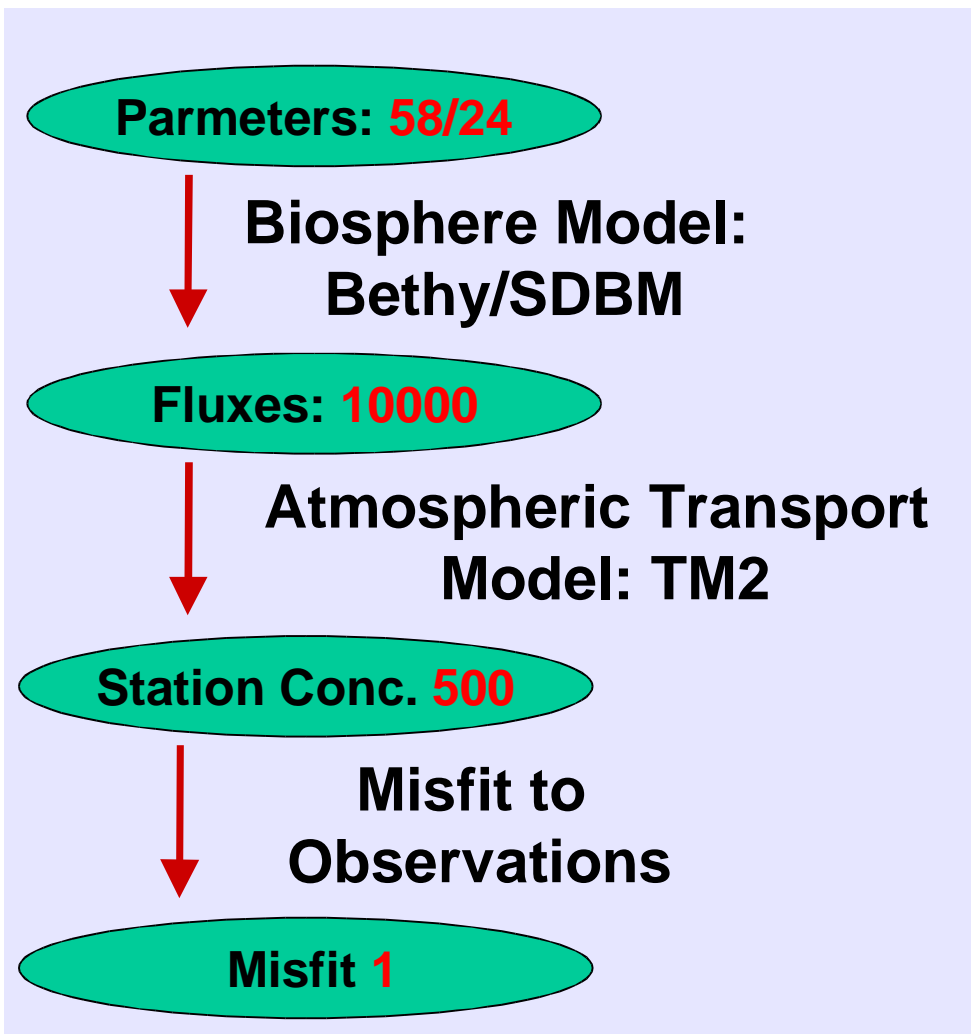 Parmeters: 58/24
Biosphere Model:
Bethy/SDBM
Fluxes: 10000
Atmospheric Transport
Model: TM2
Station Conc. 500
Misfit to
Observations
Misfit 1